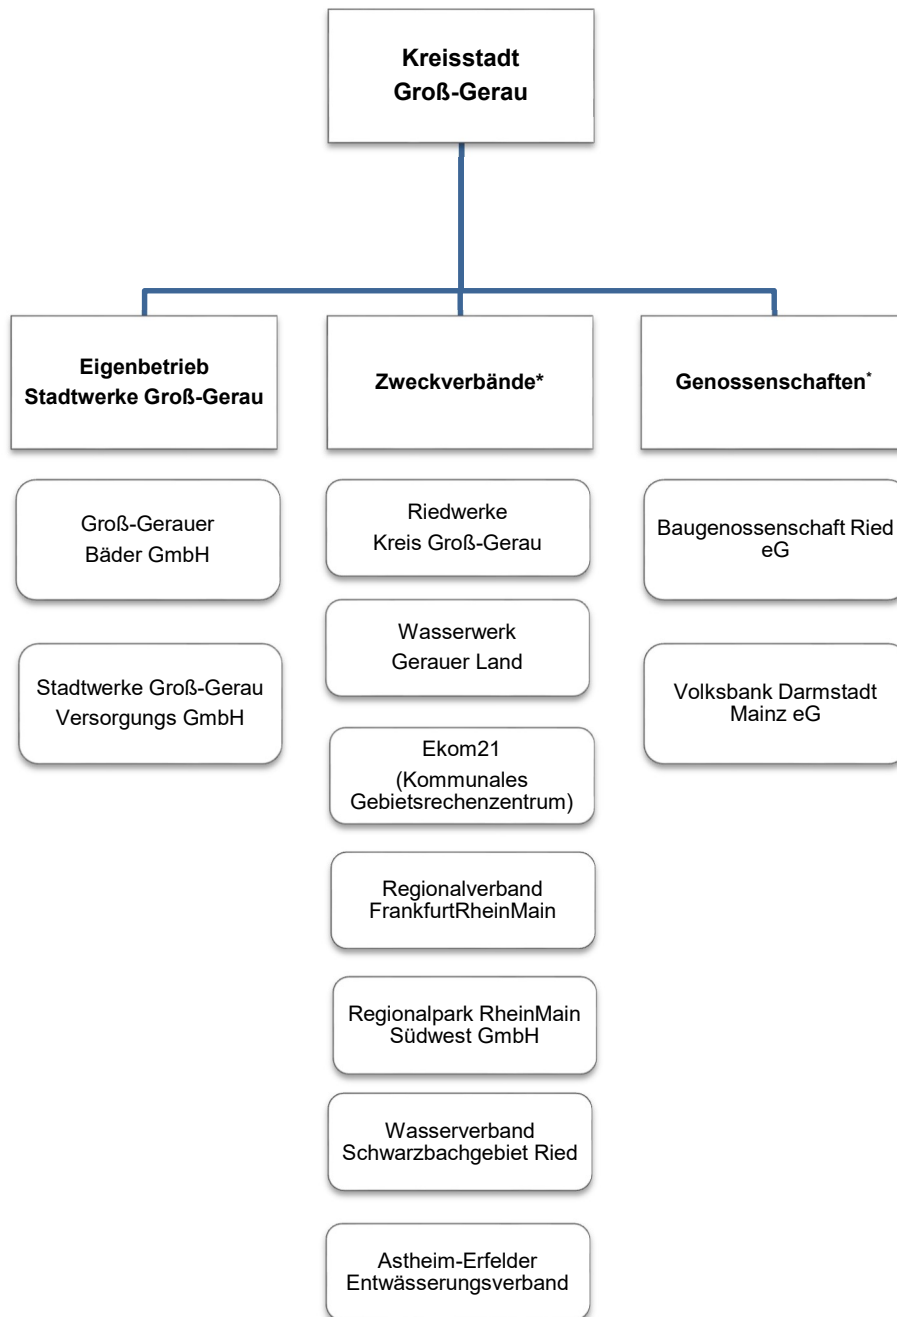 Kreisstadt
Groß-Gerau
Eigenbetrieb
Stadtwerke Groß-Gerau
Groß-Gerauer
Bäder GmbH
Stadtwerke Groß-Gerau
Versorgungs GmbH
Zweckverbände*
Riedwerke
Kreis Groß-Gerau
Wasserwerk
Gerauer Land
Ekom21
(Kommunales
Gebietsrechenzentrum)
Regionalverband
FrankfurtRheinMain
Regionalpark RheinMain
Südwest GmbH
Wasserverband
Schwarzbachgebiet Ried
Astheim-Erfelder
Entwässerungsverband
Genossenschaften*
Baugenossenschaft Ried
eG
Volksbank Darmstadt
Mainz eG